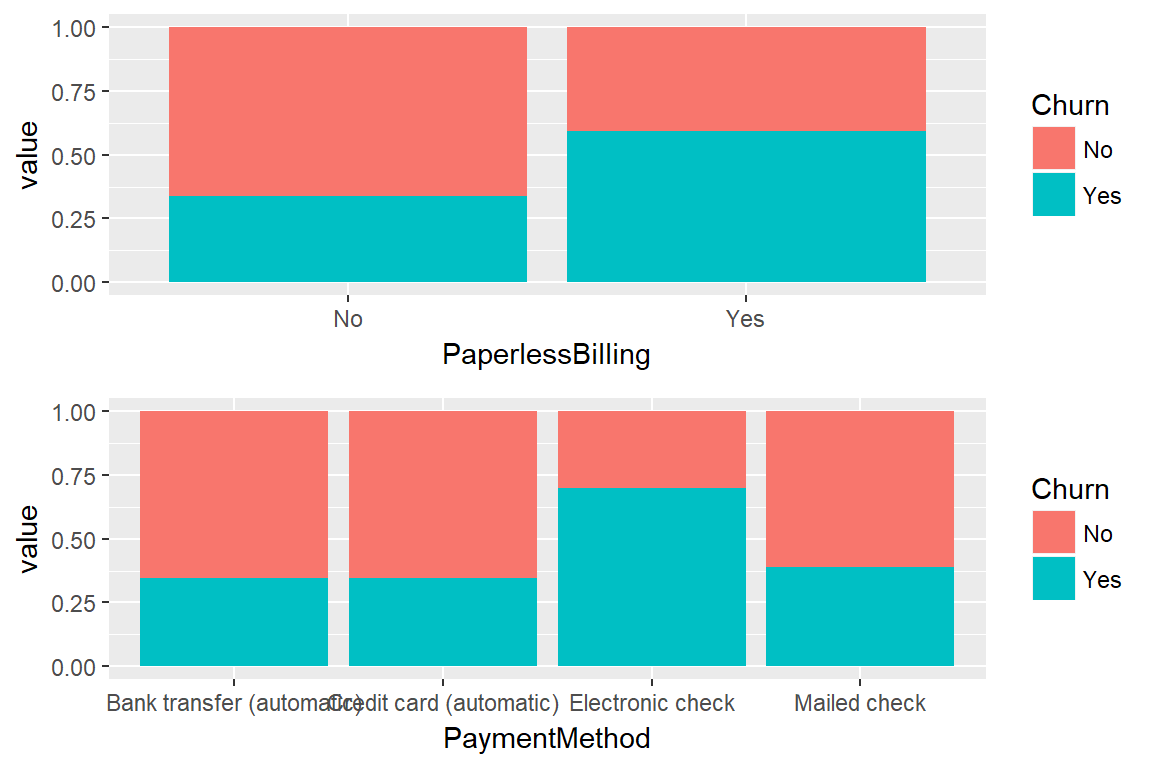 value
1.00
0.75
0.50
0.25
0.00
No
Yes
PaperlessBilling
Churn
No
Yes
value
1.00
0.75
0.50
0.25
0.00
Bank transfer (automatic)
Credit card (automatic)
Electronic check
Mailed check
PaymentMethod
Churn
No
Yes